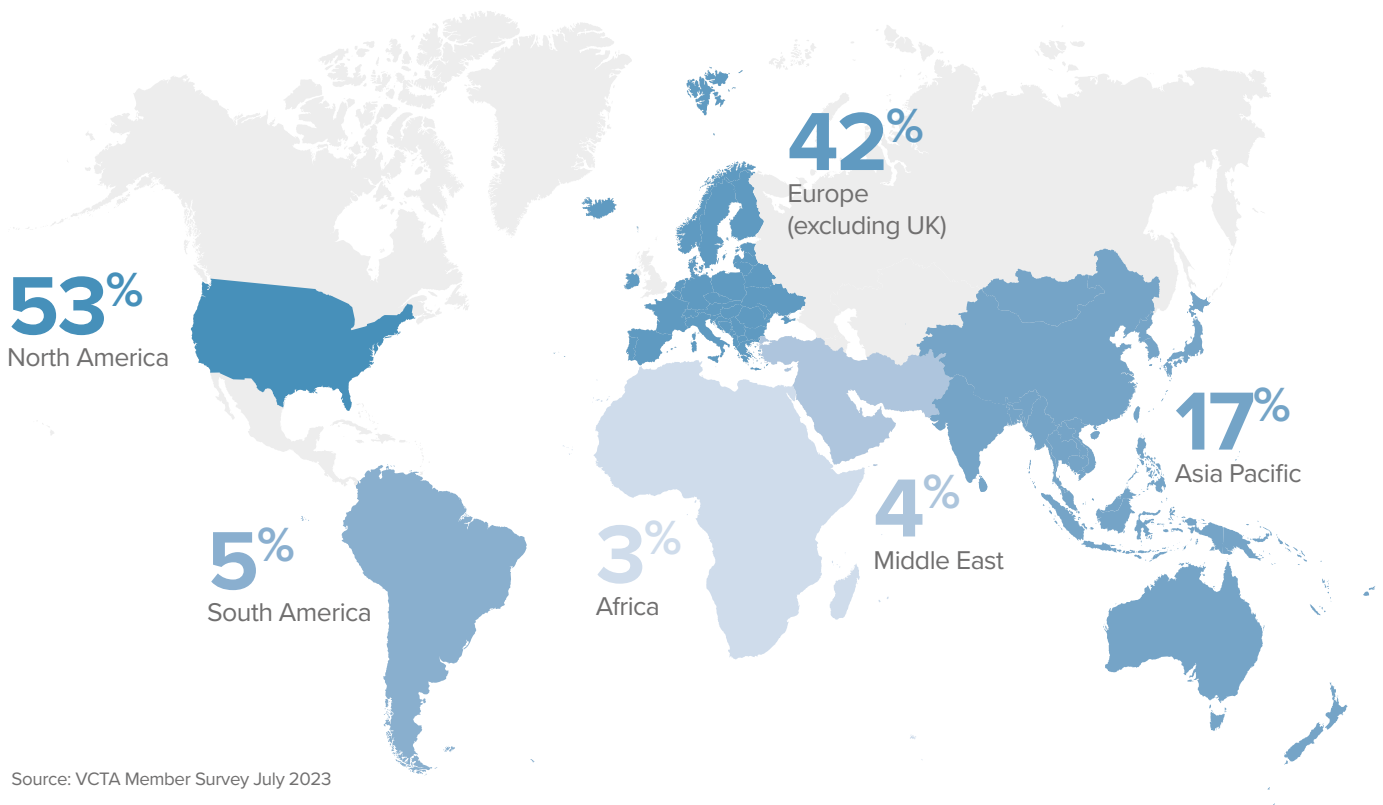 42%
Europe
(excluding UK)
53%
North America
17%
Asia Pacific
4%
Middle East
5%
South America
3%
Africa
Source: VCTA Member Survey July 2023